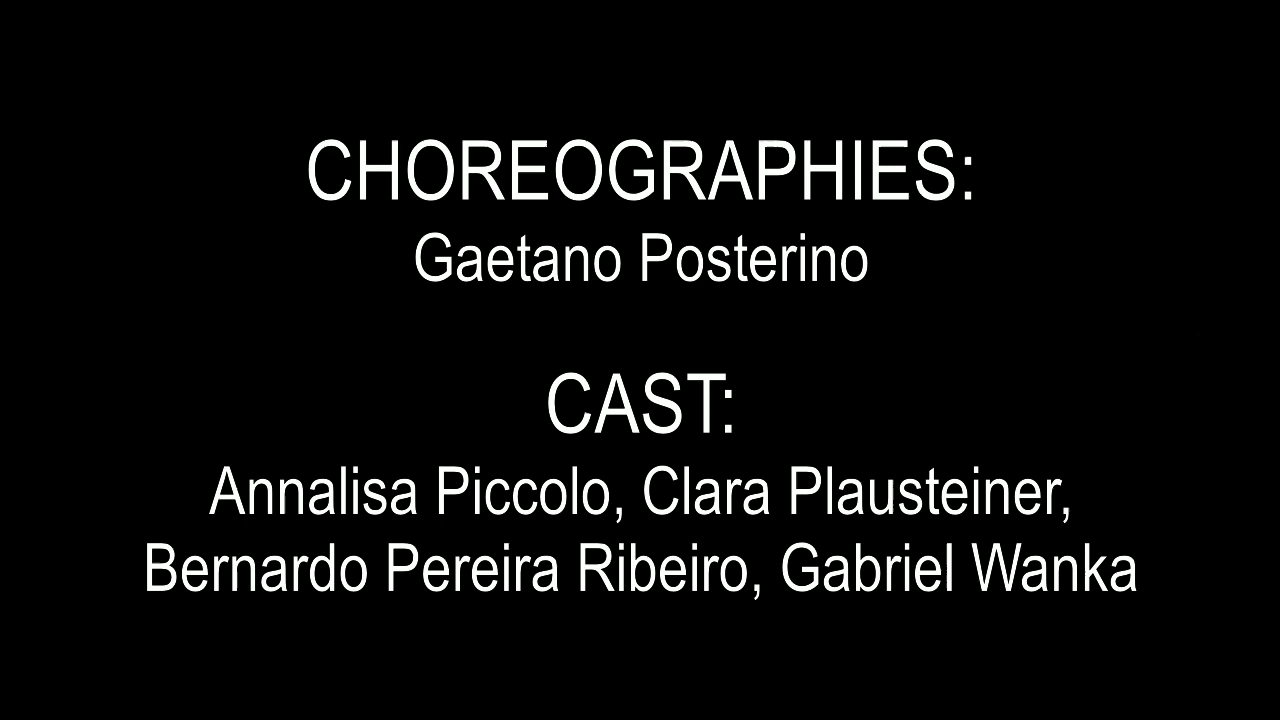 CHOREOGRAPHIES:
Gaetano Posterino
CAST:
Annalisa Piccolo, Clara Plausteiner,
Bernardo Pereira Ribeiro, Gabriel Wanka